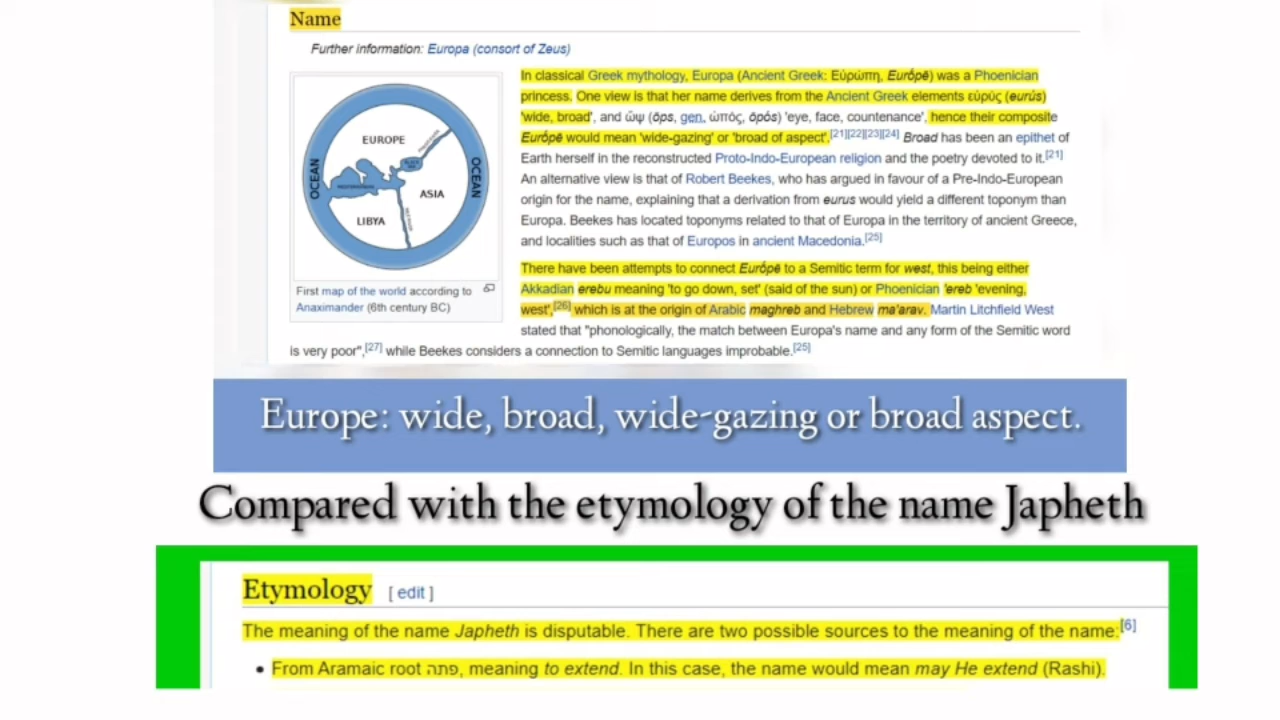 Name
Further information: Europa (consort of Zeus)
In classical Greek mythology, Europa (Ancient Greek: Εὐρώπη, Eurṓpē) was a Phoenician
princess. One view is that her name derives from the Ancient Greek elements εὐρύς (eurús)
'wide, broad', and ὤψ (ōps, gen. ὠπός, ōpós) 'eye, face, countenance', hence their composite
Eurṓpē would mean 'wide-gazing' or 'broad of aspect'.[21][22][23][24] Broad has been an epithet of
Earth herself in the reconstructed Proto-Indo-European religion and the poetry devoted to it.[21]
An alternative view is that of Robert Beekes, who has argued in favour of a Pre-Indo-European
origin for the name, explaining that a derivation from eurus would yield a different toponym than
Europa. Beekes has located toponyms related to that of Europa in the territory of ancient Greece,
and localities such as that of Europos in ancient Macedonia.[25]
EUROPE
OCEAN
OCEAN
BLACK SEA
ASIA
LIBYA
First map of the world according to
Anaximander (6th century BC)
There have been attempts to connect Eurṓpē to a Semitic term for west, this being either
Akkadian erebu meaning 'to go down, set' (said of the sun) or Phoenician 'ereb 'evening,
west',[26] which is at the origin of Arabic maghreb and Hebrew ma'arav. Martin Litchfield West
stated that "phonologically, the match between Europa's name and any form of the Semitic word
is very poor",[27] while Beekes considers a connection to Semitic languages improbable.[25]
Europe: wide, broad, wide-gazing or broad aspect.
Compared with the etymology of the name Japheth
Etymology [ edit ]
The meaning of the name Japheth is disputable. There are two possible sources to the meaning of the name:[6]
• From Aramaic root פתה, meaning to extend. In this case, the name would mean may He extend (Rashi).